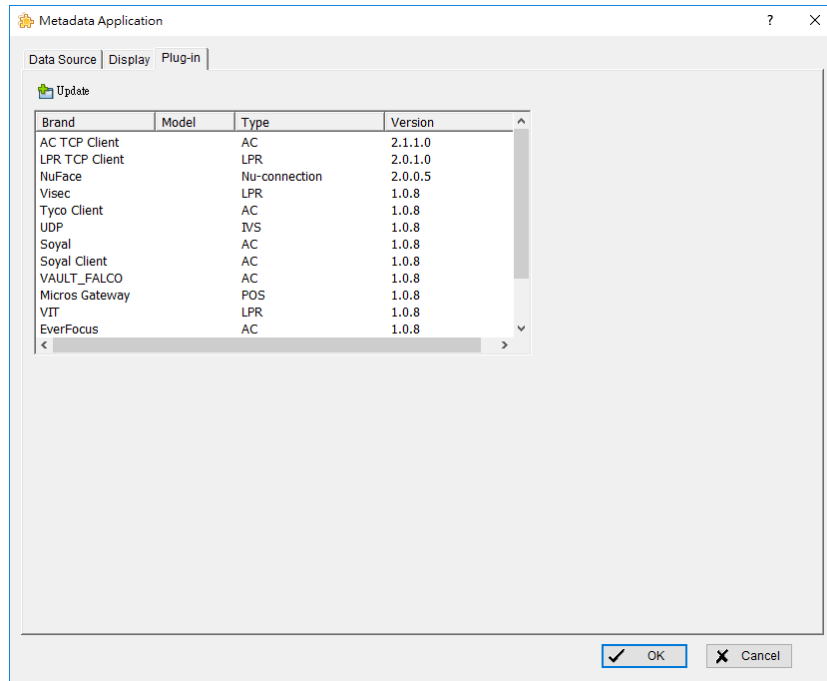 Metadata Application ?
Data Source Display Plug-in
Update
Brand Model Type Version
AC TCP Client AC 2.1.1.0
LPR TCP Client LPR 2.0.1.0
NuFace Nu-connection 2.0.0.5
Visec LPR 1.0.8
Tyco Client AC 1.0.8
UDP IVS 1.0.8
Soyal AC 1.0.8
Soyal Client AC 1.0.8
VAULT_FALCO AC 1.0.8
Micros Gateway POS 1.0.8
VIT LPR 1.0.8
EverFocus AC 1.0.8
OK Cancel